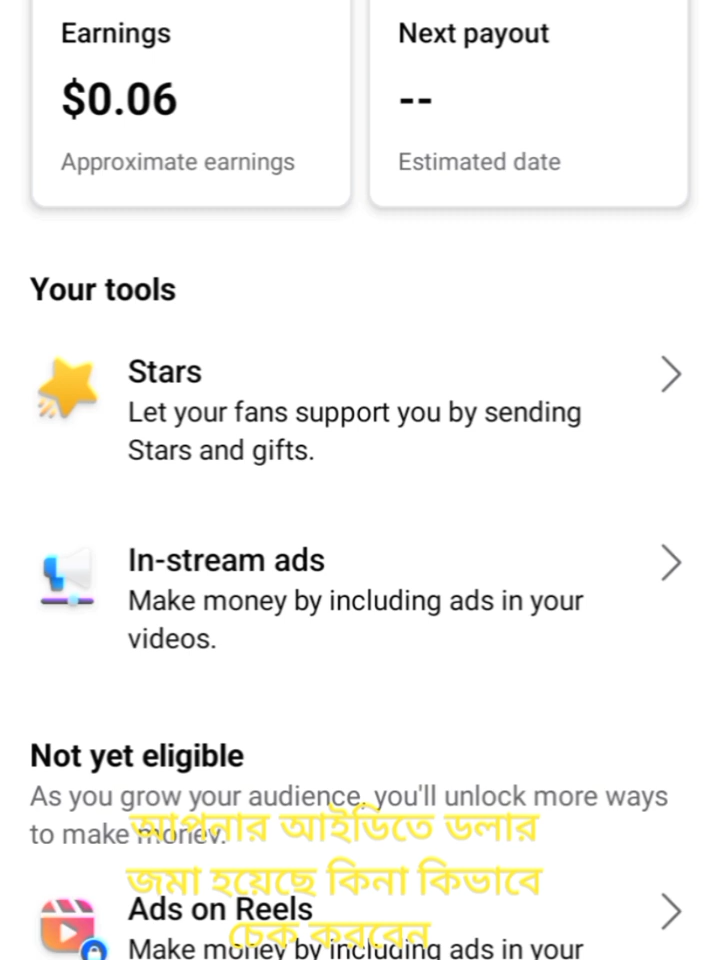 Earnings
Next payout
$0.06
--
Approximate earnings
Estimated date
Your tools
Stars
Let your fans support you by sending
Stars and gifts.
In-stream ads
Make money by including ads in your
videos.
Not yet eligible
As you grow your audience, you'll unlock more ways
to make money.
আপনার আইডিতে ডলার
জমা হয়েছে কিনা কিভাবে
চেক করবেন
Ads on Reels
Make money by including ads in your